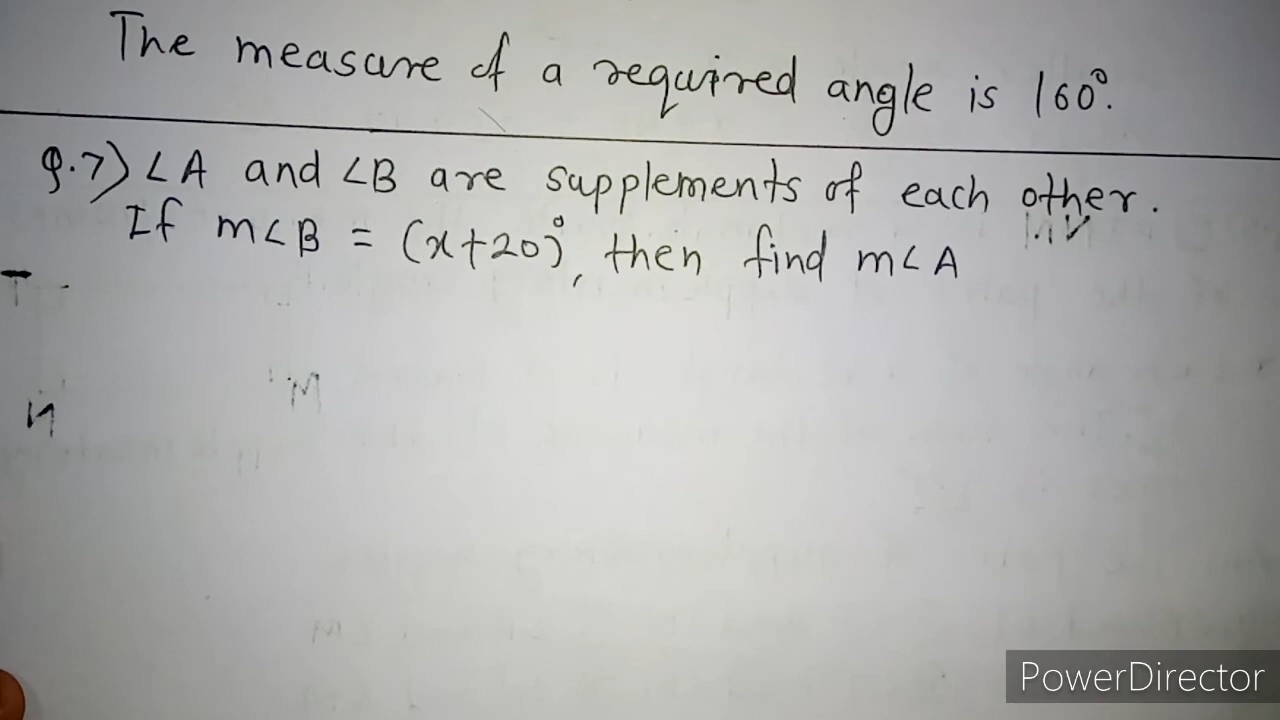 The measure of a required angle is 160°.
Q.7) ∠A and ∠B are supplements of each other.
If m∠B = (x+20)°, then find m∠A
PowerDirector